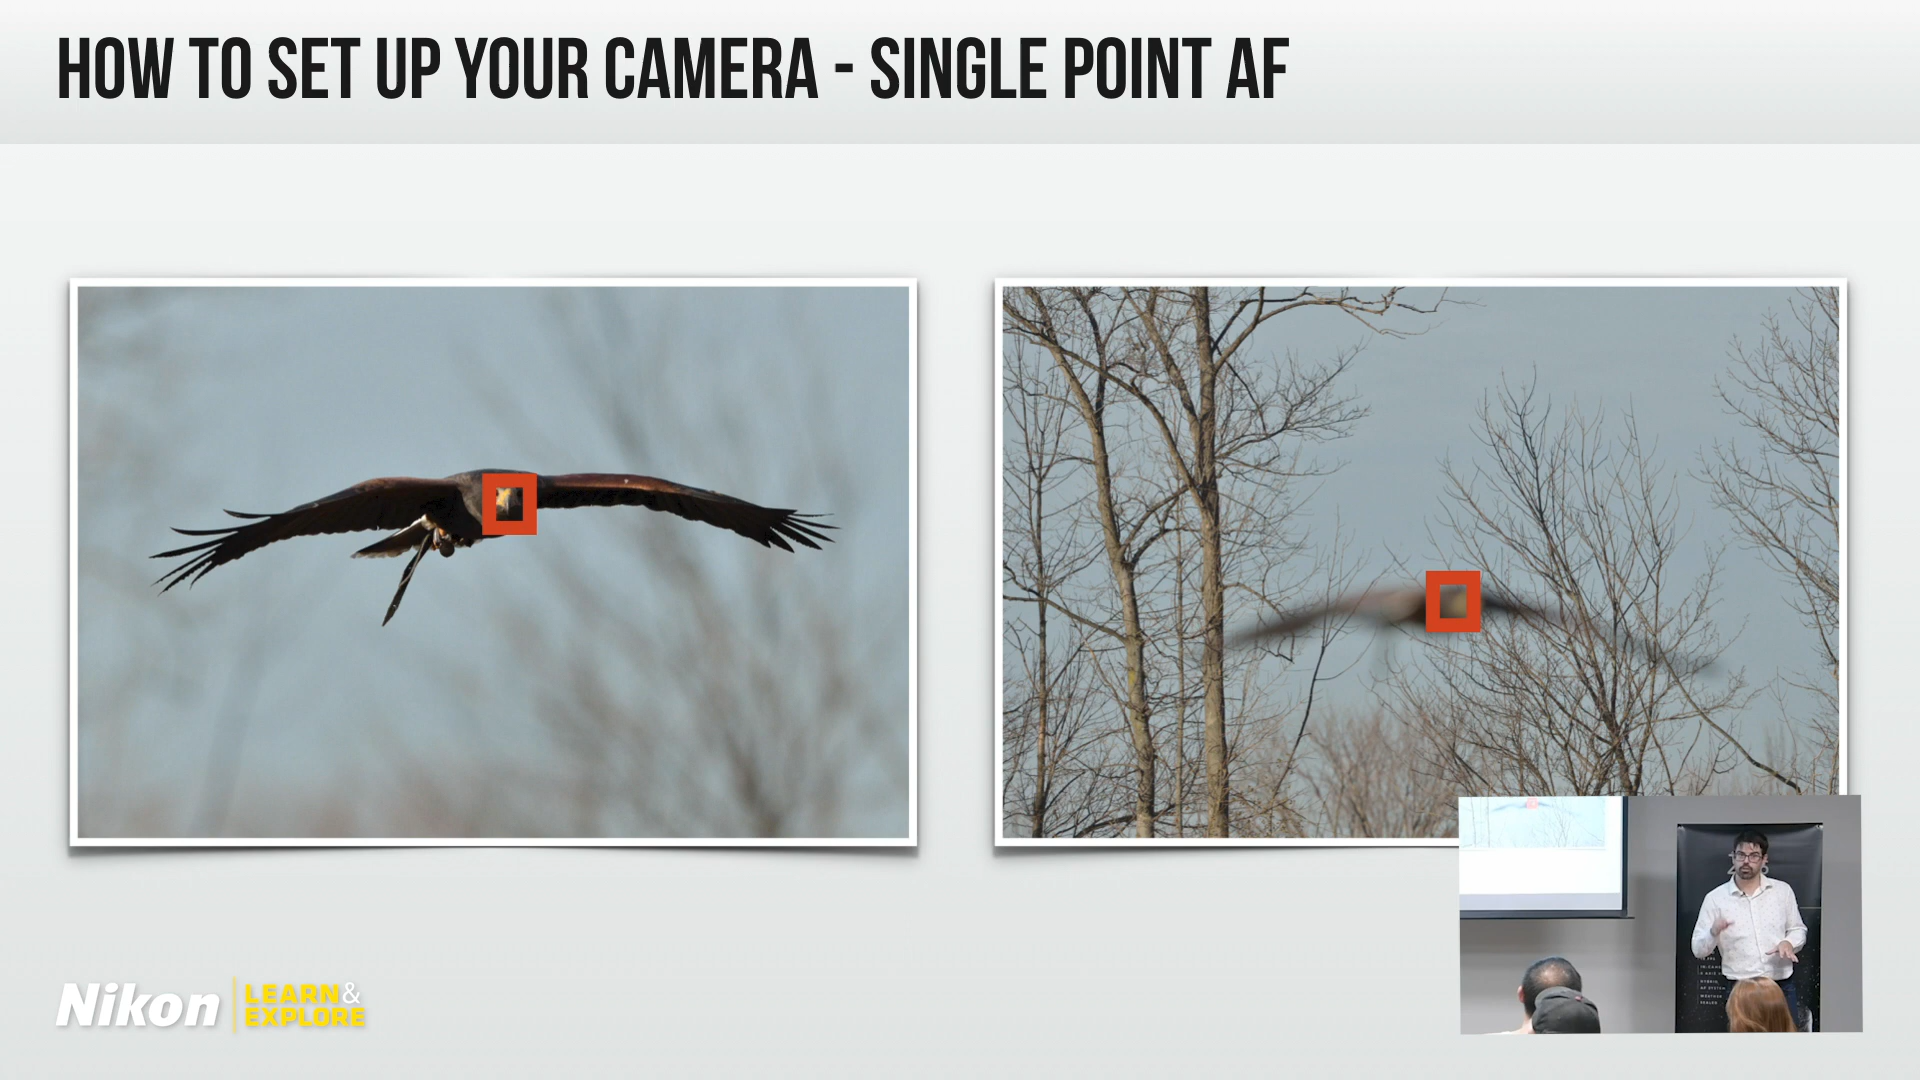 HOW TO SET UP YOUR CAMERA - SINGLE POINT AF
Nikon
LEARN&
EXPLORE